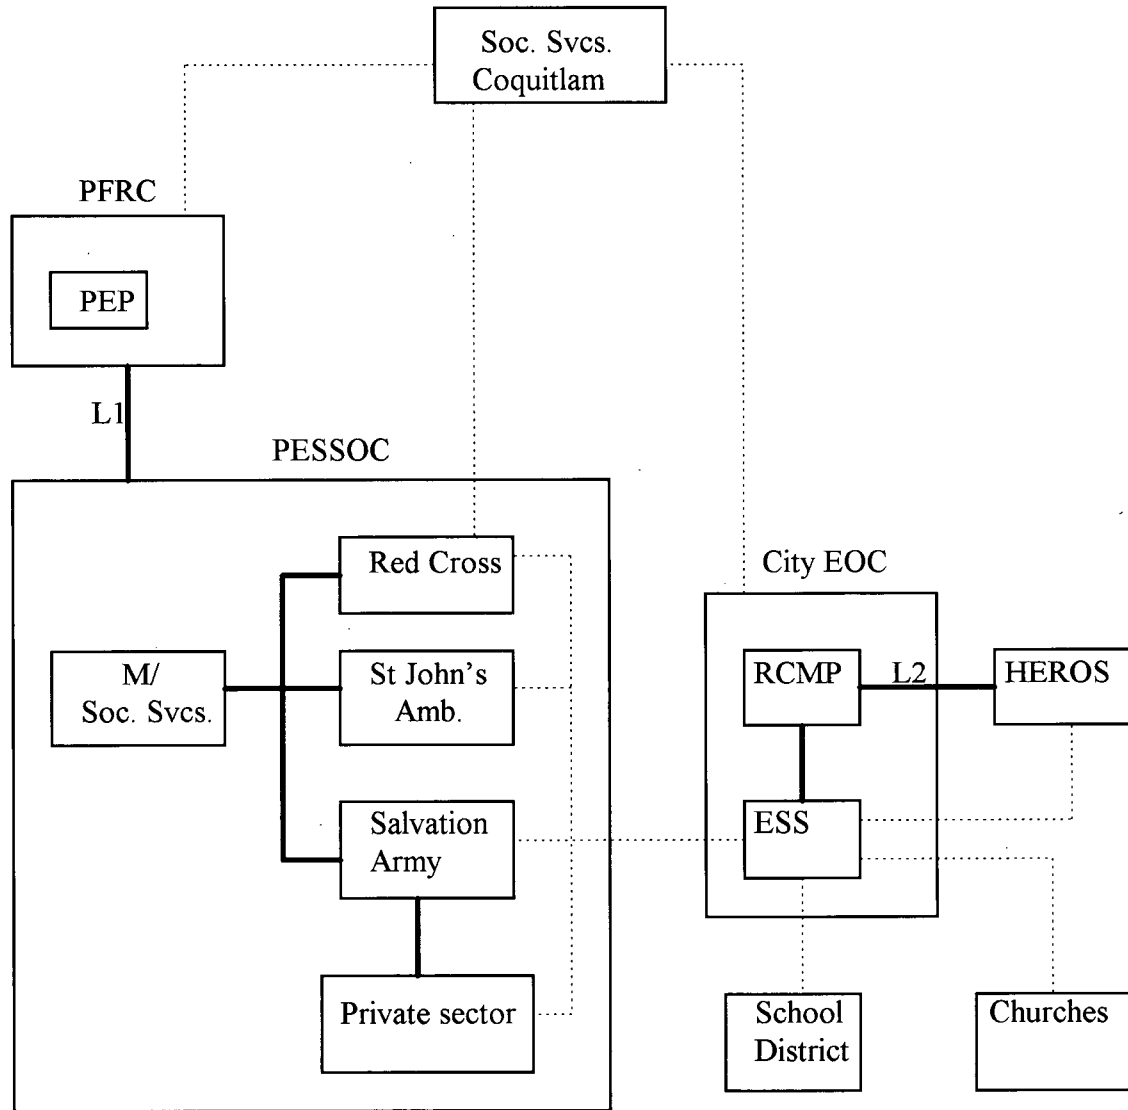 Soc. Svcs.
Coquitlam
PFRC
PEP
L1
PESSOC
Red Cross
City EOC
M/
Soc. Svcs.
St John's
Amb.
RCMP
L2
HEROS
Salvation
Army
ESS
Private sector
School
District
Churches